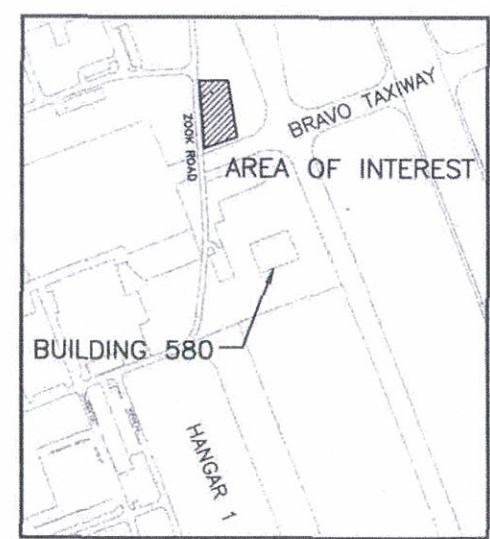 BRAVO TAXIWAY
ZOOK ROAD
AREA OF INTEREST
BUILDING 580
HANGAR 1